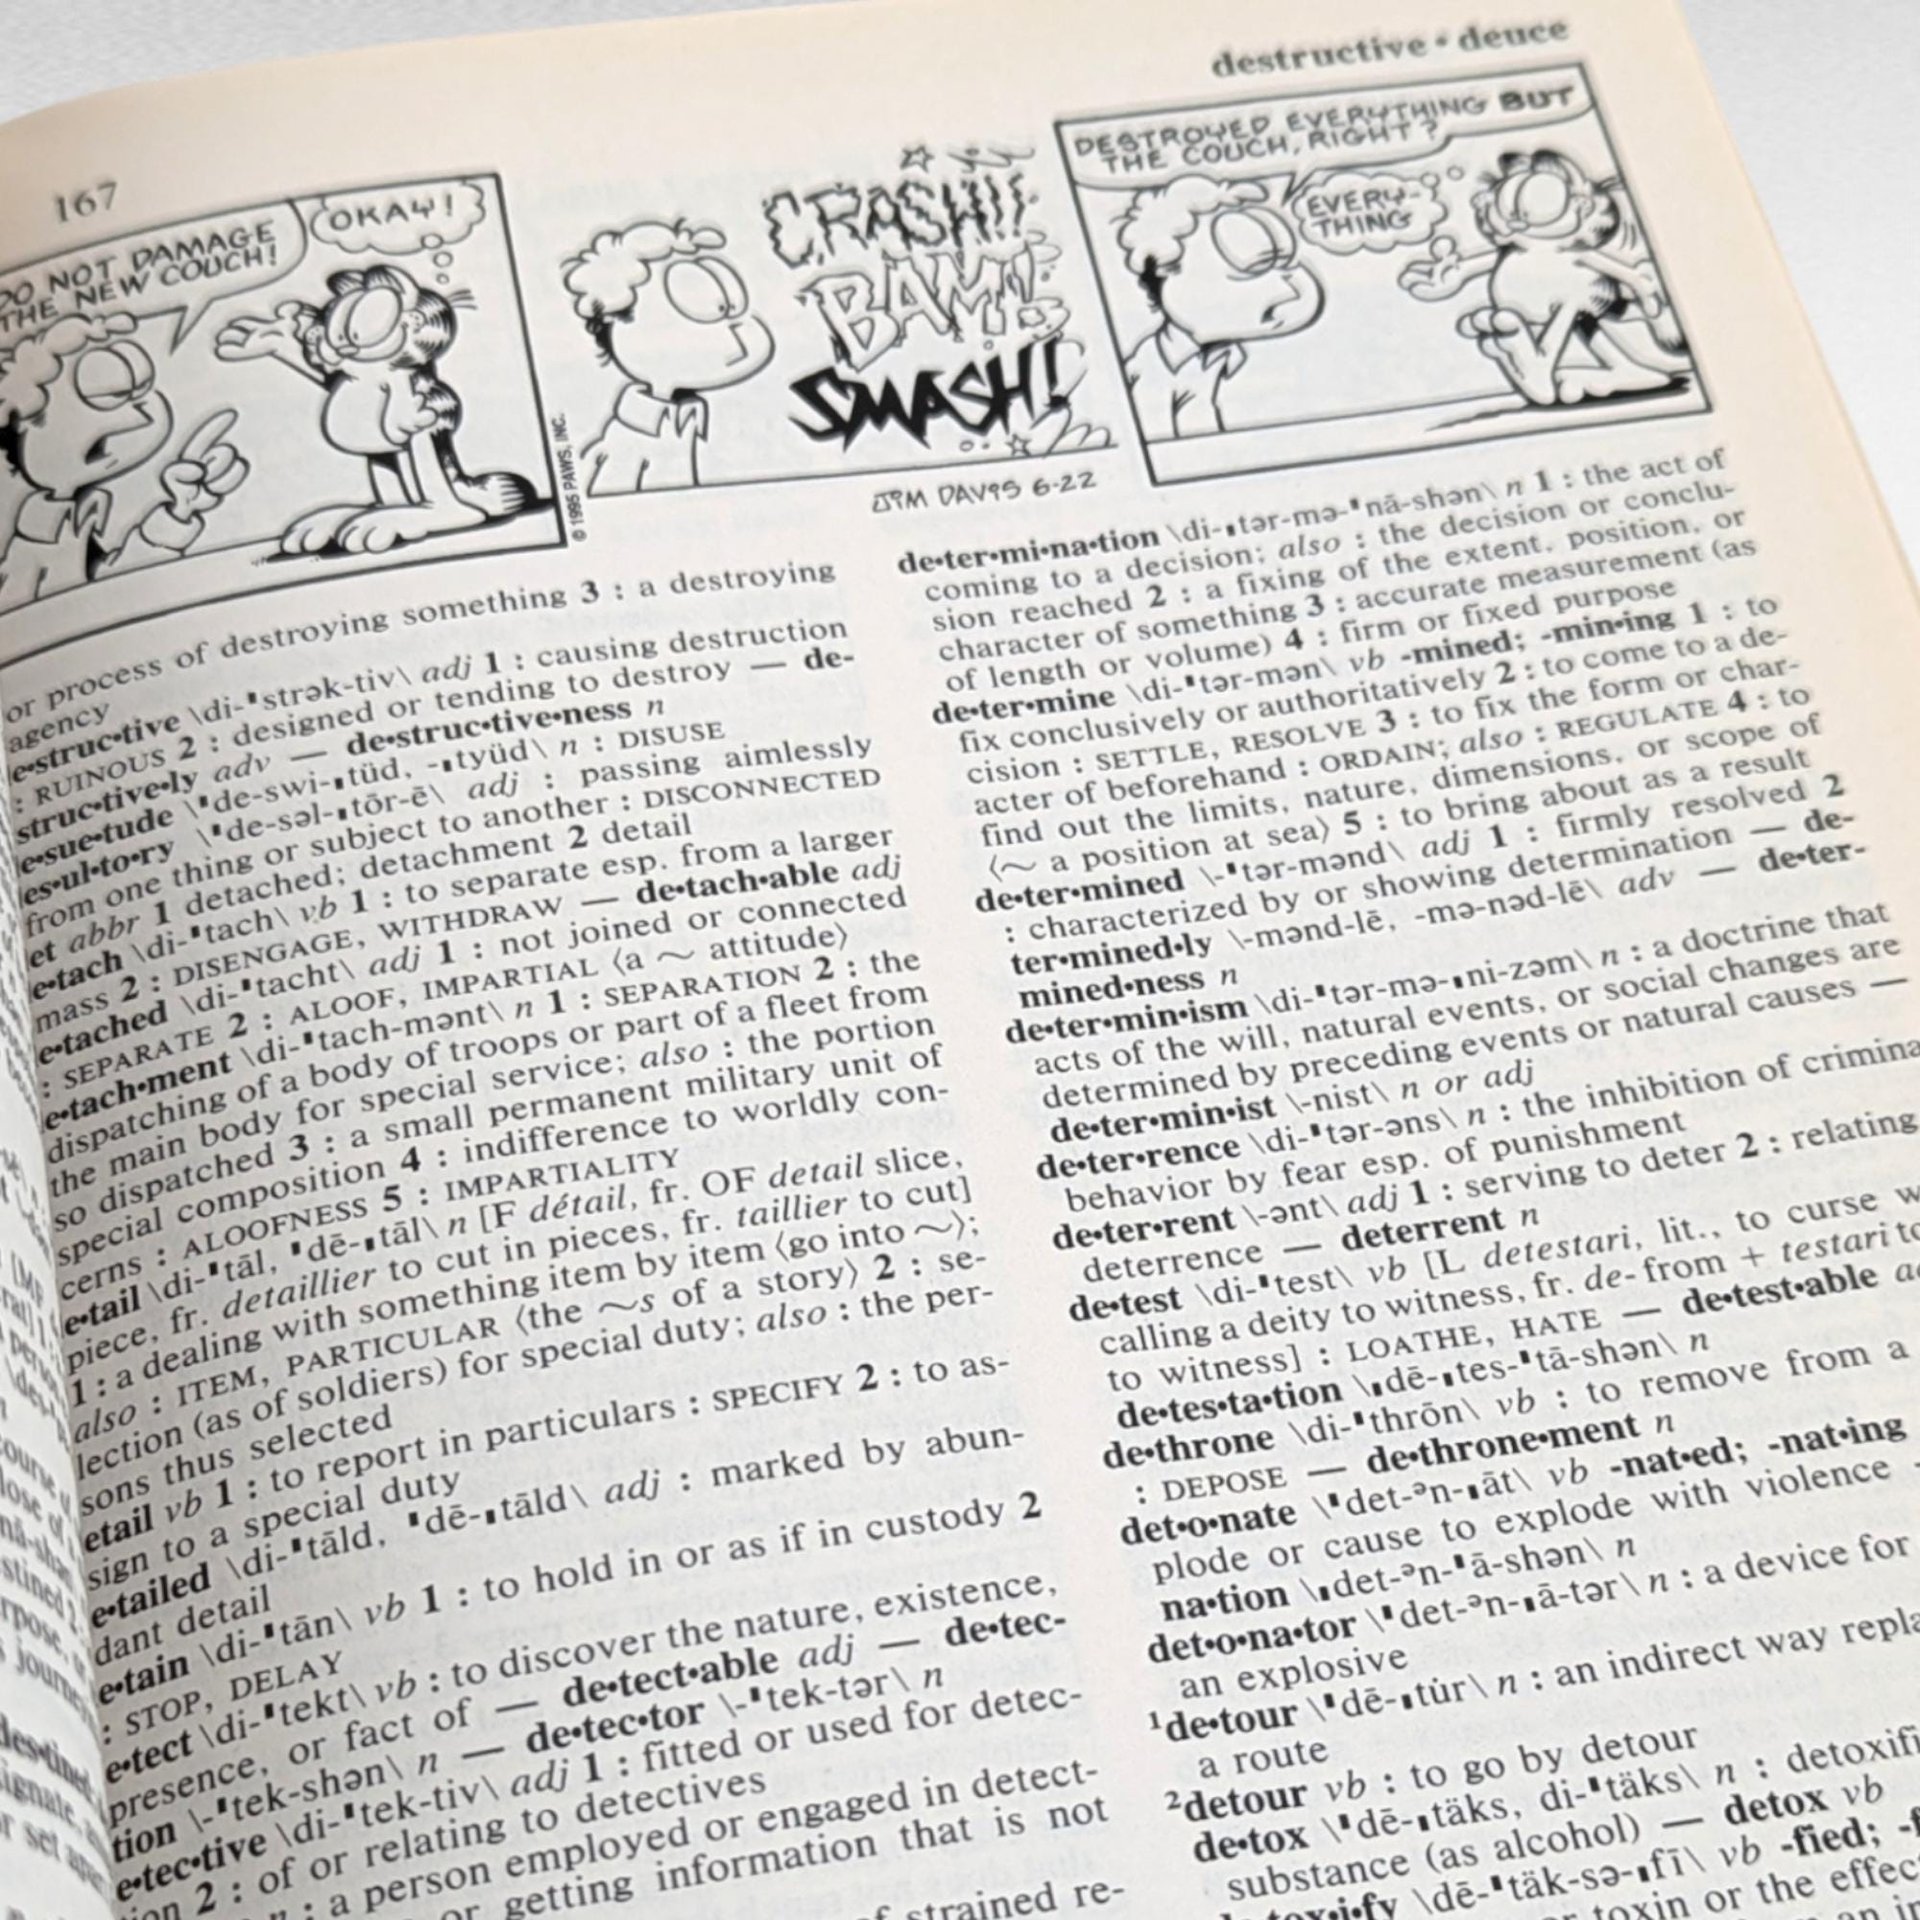 destructive • deuce
167
DO NOT DAMAGE
THE NEW COUCH!
OKAY!
CRASH!!
BAM!!
SMASH!
DESTROYED EVERYTHING BUT
THE COUCH, RIGHT?
EVERY-
THING
© 1995 PAWS, INC.
JIM DAVIS 6-22
or process of destroying something 3 : a destroying
agency
e•struc•tive \di-ˈstrək-tiv\ adj 1 : causing destruction
: RUINOUS 2 : designed or tending to destroy — de-
struc•tive•ly adv — de•struc•tive•ness n
e•sue•tude \ˈde-swi-ˌtüd, -ˌtyüd\ n : DISUSE
es•ul•to•ry \ˈde-səl-ˌtōr-ē\ adj : passing aimlessly
from one thing or subject to another : DISCONNECTED
et abbr 1 detached; detachment 2 detail
e•tach \di-ˈtach\ vb 1 : to separate esp. from a larger
mass 2 : DISENGAGE, WITHDRAW — de•tach•able adj
e•tached \di-ˈtacht\ adj 1 : not joined or connected
: SEPARATE 2 : ALOOF, IMPARTIAL ⟨a ~ attitude⟩
e•tach•ment \di-ˈtach-mənt\ n 1 : SEPARATION 2 : the
dispatching of a body of troops or part of a fleet from
the main body for special service; also : the portion
so dispatched 3 : a small permanent military unit of
special composition 4 : indifference to worldly con-
cerns : ALOOFNESS 5 : IMPARTIALITY
e•tail \di-ˈtāl, ˈdē-ˌtāl\ n [F détail, fr. OF detail slice,
piece, fr. detaillier to cut in pieces, fr. taillier to cut]
1 : a dealing with something item by item ⟨go into ~⟩;
also : ITEM, PARTICULAR ⟨the ~s of a story⟩ 2 : se-
lection (as of soldiers) for special duty; also : the per-
sons thus selected
etail vb 1 : to report in particulars : SPECIFY 2 : to as-
sign to a special duty
e•tailed \di-ˈtāld, ˈdē-ˌtāld\ adj : marked by abun-
dant detail
e•tain \di-ˈtān\ vb 1 : to hold in or as if in custody 2
: STOP, DELAY
e•tect \di-ˈtekt\ vb : to discover the nature, existence,
presence, or fact of — de•tect•able adj — de•tec-
tion \-ˈtek-shən\ n — de•tec•tor \-ˈtek-tər\ n
e•tec•tive \di-ˈtek-tiv\ adj 1 : fitted or used for detec-
tion 2 : of or relating to detectives
n : a person employed or engaged in detect-
or getting information that is not
strained re-
de•ter•mi•na•tion \di-ˌtər-mə-ˈnā-shən\ n 1 : the act of
coming to a decision; also : the decision or conclu-
sion reached 2 : a fixing of the extent, position, or
character of something 3 : accurate measurement (as
of length or volume) 4 : firm or fixed purpose
de•ter•mine \di-ˈtər-mən\ vb -mined; -min•ing 1 : to
fix conclusively or authoritatively 2 : to come to a de-
cision : SETTLE, RESOLVE 3 : to fix the form or char-
acter of beforehand : ORDAIN; also : REGULATE 4 : to
find out the limits, nature, dimensions, or scope of
⟨~ a position at sea⟩ 5 : to bring about as a result
de•ter•mined \-ˈtər-mənd\ adj 1 : firmly resolved 2
: characterized by or showing determination — de-
ter•mined•ly \-mənd-lē, -mə-nəd-lē\ adv — de•ter-
mined•ness n
de•ter•min•ism \di-ˈtər-mə-ˌni-zəm\ n : a doctrine that
acts of the will, natural events, or social changes are
determined by preceding events or natural causes —
de•ter•min•ist \-nist\ n or adj
de•ter•rence \di-ˈtər-əns\ n : the inhibition of
behavior by fear esp. of punishment
de•ter•rent \-ənt\ adj 1 : serving to deter 2 : relating
deterrence — deterrent n
de•test \di-ˈtest\ vb [L detestari, lit., to curse
calling a deity to witness, fr. de- from + testari to
to witness] : LOATHE, HATE — de•test•able
de•tes•ta•tion \ˌdē-ˌtes-ˈtā-shən\ n
de•throne \di-ˈthrōn\ vb : to remove from a
: DEPOSE — de•throne•ment n
det•o•nate \ˈdet-ᵊn-ˌāt\ vb -nat•ed; -nat•ing
plode or cause to explode with violence
na•tion \ˌdet-ᵊn-ˈā-shən\ n
det•o•na•tor \ˈdet-ᵊn-ˌā-tər\ n : a device for
an explosive
¹de•tour \ˈdē-ˌtu̇r\ n : an indirect way
a route
²detour vb : to go by detour
de•tox \ˈdē-ˌtäks, di-ˈtäks\ n :
substance (as alcohol) — detox vb
\dē-ˈtäk-sə-ˌfī\ vb -fied;
toxin or the